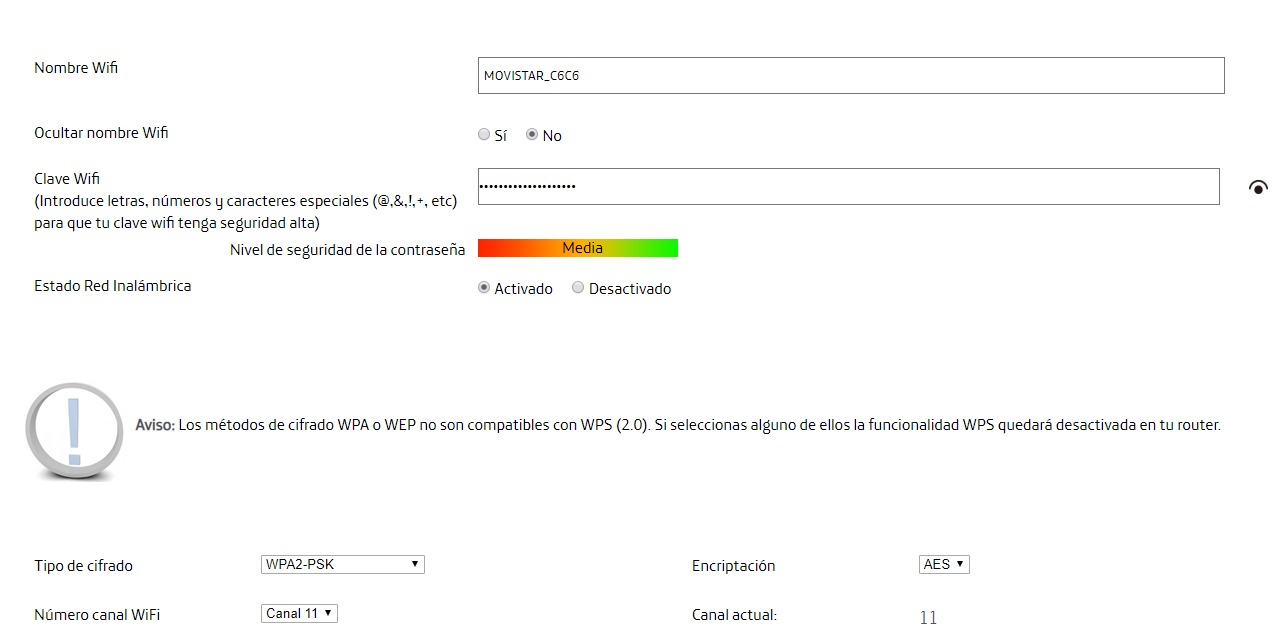 Nombre Wifi
MOVISTAR_C6C6
Ocultar nombre Wifi
Sí No
Clave Wifi
••••••••••••••••••••
(Introduce letras, números y caracteres especiales (@,&,!,+, etc)
para que tu clave wifi tenga seguridad alta)
Nivel de seguridad de la contraseña Media
Estado Red Inalámbrica Activado Desactivado
Aviso: Los métodos de cifrado WPA o WEP no son compatibles con WPS (2.0). Si seleccionas alguno de ellos la funcionalidad WPS quedará desactivada en tu router.
Tipo de cifrado WPA2-PSK Encriptación AES
Número canal WiFi Canal 11 Canal actual: 11